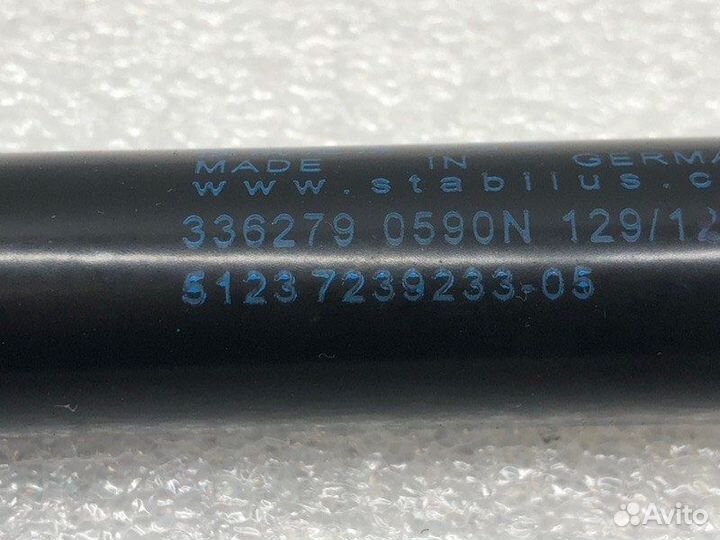 MADE IN GERMA
www.stabilus.c
336279 0590N 129/12
5123 7239233-05
Avito